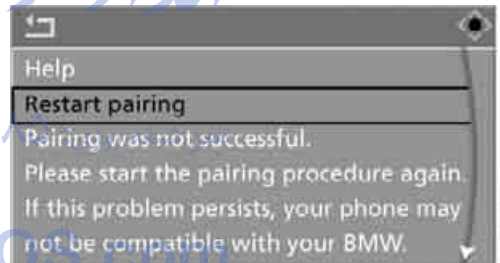 Help
Restart pairing
Pairing was not successful.
Please start the pairing procedure again.
If this problem persists, your phone may
not be compatible with your BMW.